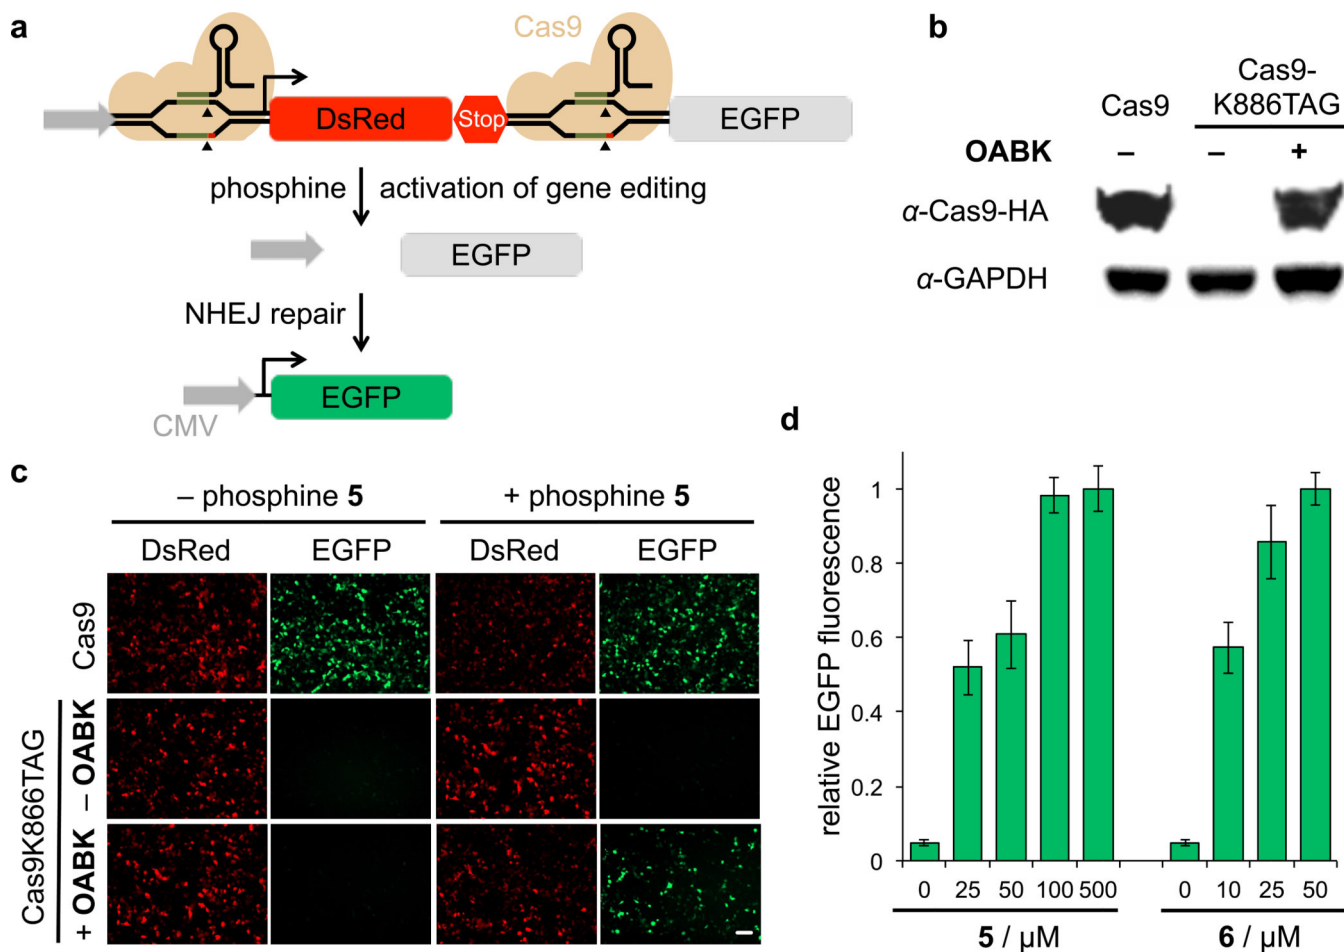 a
Cas9
DsRed
Stop
EGFP
phosphine
activation of gene editing
EGFP
NHEJ repair
EGFP
CMV
b
Cas9
Cas9-
K886TAG
OABK
–
–
+
α-Cas9-HA
α-GAPDH
c
– phosphine 5
+ phosphine 5
DsRed
EGFP
DsRed
EGFP
Cas9
Cas9K866TAG
– OABK
+ OABK
d
relative EGFP fluorescence
1
0.8
0.6
0.4
0.2
0
0 25 50 100 500
0 10 25 50
5 / μM
6 / μM